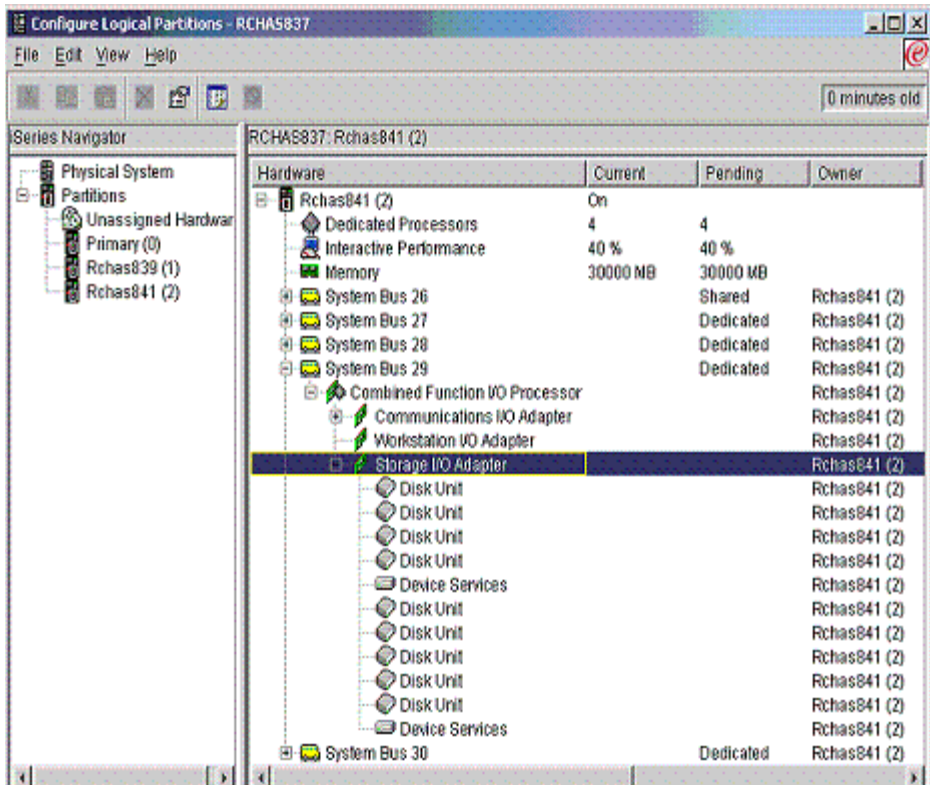 Configure Logical Partitions - RCHAS837
File Edit View Help
0 minutes old
iSeries Navigator
Physical System
Partitions
Unassigned Hardwar
Primary (0)
Rchas839 (1)
Rchas841 (2)
RCHAS837: Rchas841 (2)
Hardware Current Pending Owner
Rchas841 (2) On
Dedicated Processors 4 4
Interactive Performance 40 % 40 %
Memory 30000 MB 30000 MB
System Bus 26 Shared Rchas841 (2)
System Bus 27 Dedicated Rchas841 (2)
System Bus 28 Dedicated Rchas841 (2)
System Bus 29 Dedicated Rchas841 (2)
Combined Function I/O Processor Rchas841 (2)
Communications I/O Adapter Rchas841 (2)
Workstation I/O Adapter Rchas841 (2)
Storage I/O Adapter Rchas841 (2)
Disk Unit Rchas841 (2)
Disk Unit Rchas841 (2)
Disk Unit Rchas841 (2)
Disk Unit Rchas841 (2)
Device Services Rchas841 (2)
Disk Unit Rchas841 (2)
Disk Unit Rchas841 (2)
Disk Unit Rchas841 (2)
Disk Unit Rchas841 (2)
Disk Unit Rchas841 (2)
Device Services Rchas841 (2)
System Bus 30 Dedicated Rchas841 (2)